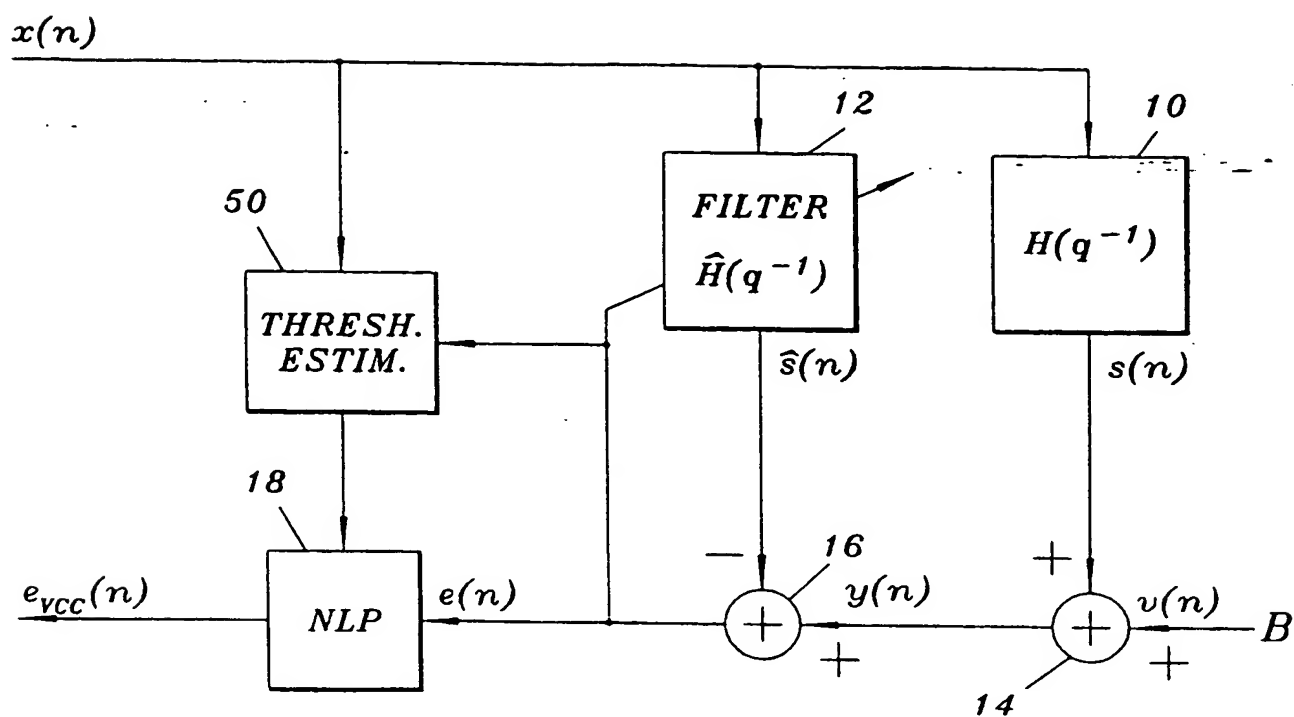 x(n)
12
10
50
FILTER
Ĥ(q⁻¹)
H(q⁻¹)
THRESH.
ESTIM.
ŝ(n)
s(n)
18
−
16
+
e_VCC(n)
NLP
e(n)
+
y(n)
+
+
υ(n)
+
B
14